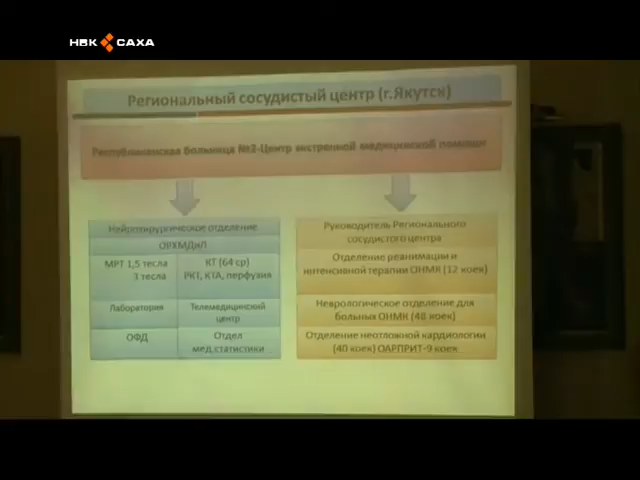 НВК САХА
Региональный сосудистый центр (г.Якутск)
Республиканская больница №2-Центр экстренной медицинской помощи
Нейрохирургическое отделение
ОРХМДиЛ
МРТ 1,5 тесла
3 тесла
КТ (64 ср)
РКТ, КТА, перфузия
Лаборатория
Телемедицинский
центр
ОФД
Отдел
мед.статистики
Руководитель Регионального
сосудистого центра
Отделение реанимации и
интенсивной терапии ОНМК (12 коек)
Неврологическое отделение для
больных ОНМК (48 коек)
Отделение неотложной кардиологии
(40 коек) ОАРПРИТ-9 коек